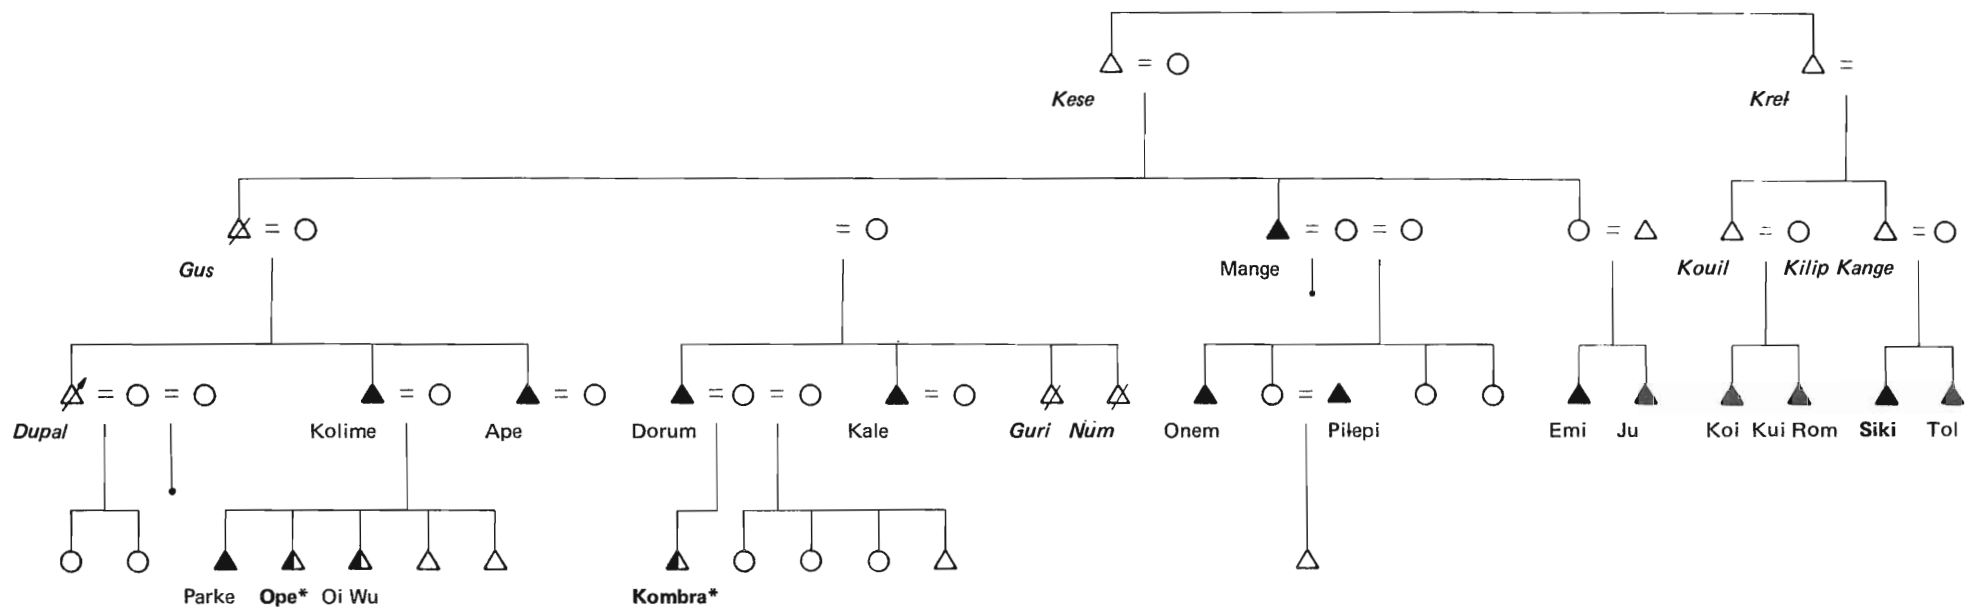 Kese Kreł
Gus Mange Kouil Kilip Kange
Dupal Kolime Ape Dorum Kale Guri Num Onem Piłepi Emi Ju Koi Kui Rom Siki Tol
Parke Ope* Oi Wu Kombra*